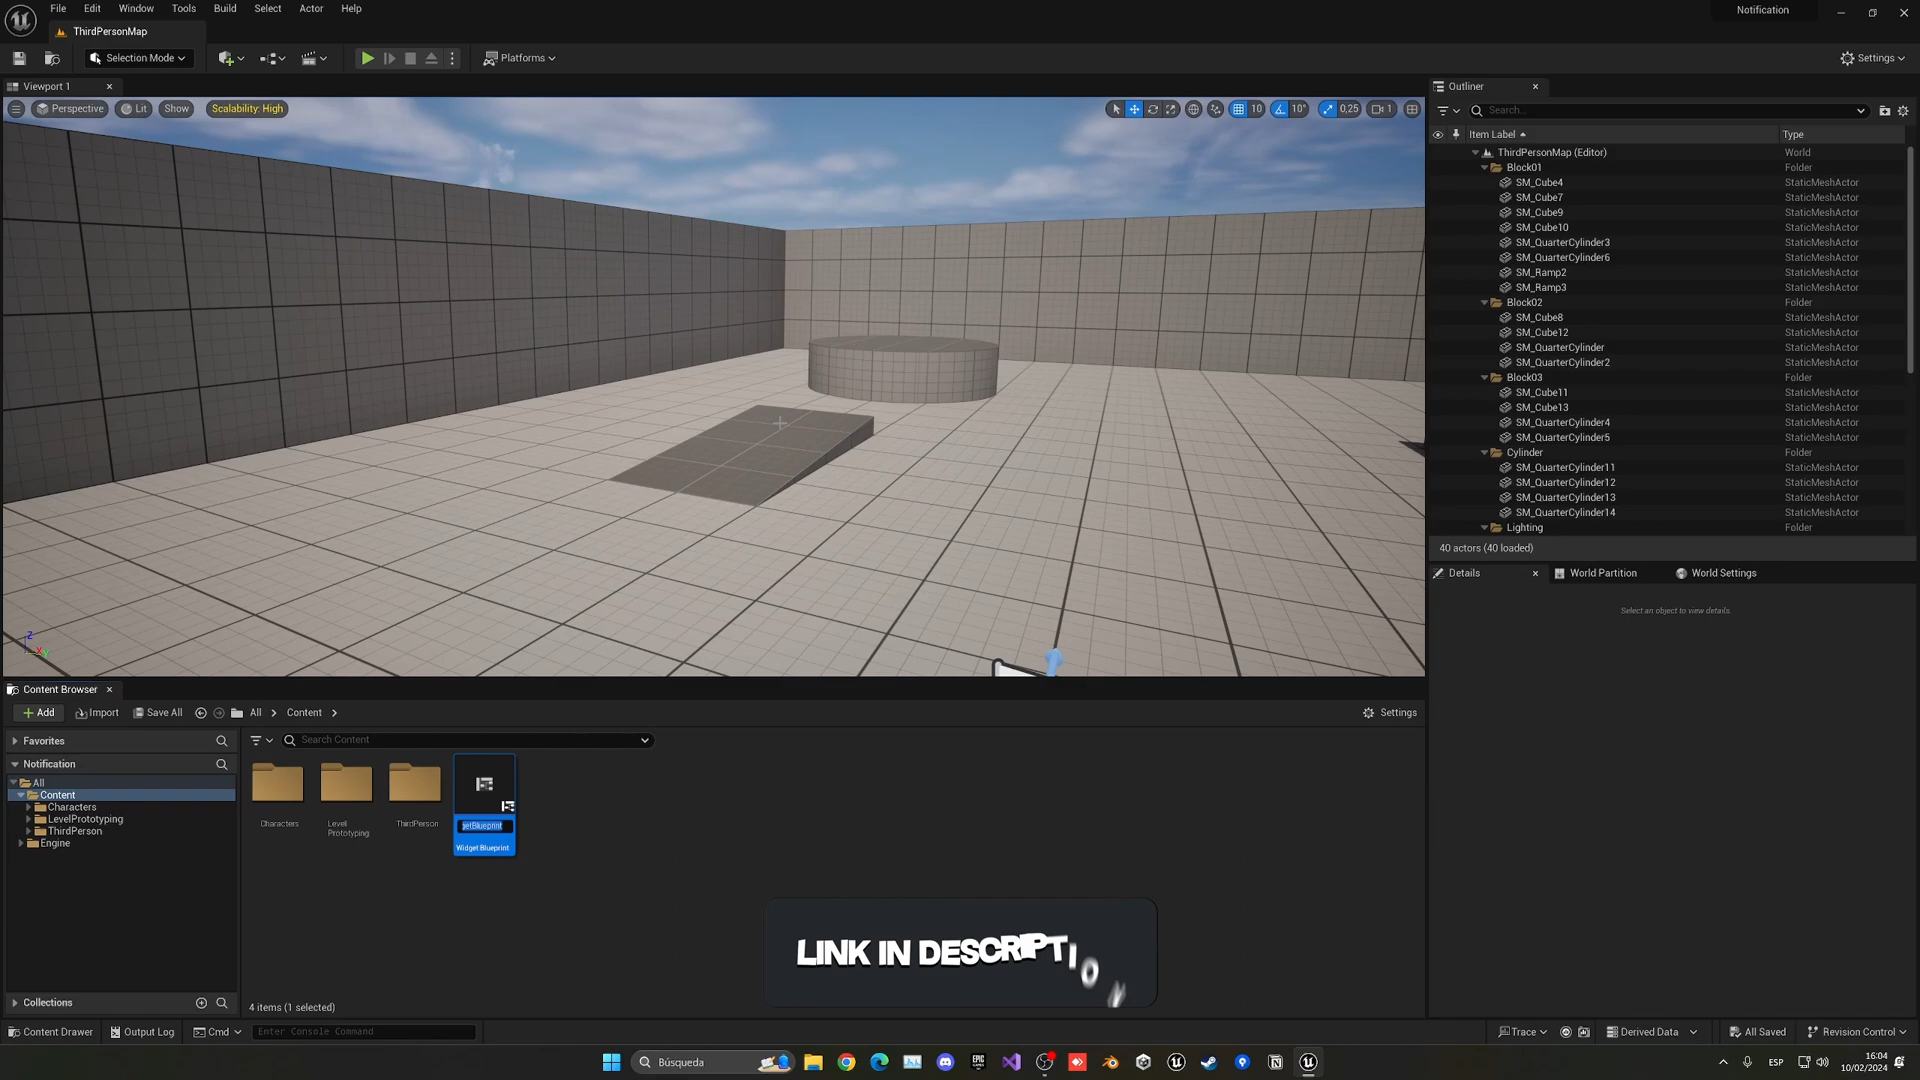 File Edit Window Tools Build Select Actor Help
Notification
ThirdPersonMap
Selection Mode
Platforms
Settings
Viewport 1
Perspective Lit Show Scalability: High
10 10° 0,25 1
Outliner
Search...
Item Label Type
ThirdPersonMap (Editor) World
Block01 Folder
SM_Cube4 StaticMeshActor
SM_Cube7 StaticMeshActor
SM_Cube9 StaticMeshActor
SM_Cube10 StaticMeshActor
SM_QuarterCylinder3 StaticMeshActor
SM_QuarterCylinder6 StaticMeshActor
SM_Ramp2 StaticMeshActor
SM_Ramp3 StaticMeshActor
Block02 Folder
SM_Cube8 StaticMeshActor
SM_Cube12 StaticMeshActor
SM_QuarterCylinder StaticMeshActor
SM_QuarterCylinder2 StaticMeshActor
Block03 Folder
SM_Cube11 StaticMeshActor
SM_Cube13 StaticMeshActor
SM_QuarterCylinder4 StaticMeshActor
SM_QuarterCylinder5 StaticMeshActor
Cylinder Folder
SM_QuarterCylinder11 StaticMeshActor
SM_QuarterCylinder12 StaticMeshActor
SM_QuarterCylinder13 StaticMeshActor
SM_QuarterCylinder14 StaticMeshActor
Lighting Folder
40 actors (40 loaded)
Details World Partition World Settings
Select an object to view details.
Z
X Y
Content Browser
Add Import Save All All Content Settings
Favorites
Search Content
Notification
All
Content
Characters
LevelPrototyping
ThirdPerson
Engine
Characters
Level
Prototyping
ThirdPerson
getBlueprint
Widget Blueprint
LINK IN DESCRIPTION
Collections
4 items (1 selected)
Content Drawer Output Log Cmd Enter Console Command
Trace Derived Data All Saved Revision Control
Búsqueda
EPIC GAMES
ESP
16:04
10/02/2024